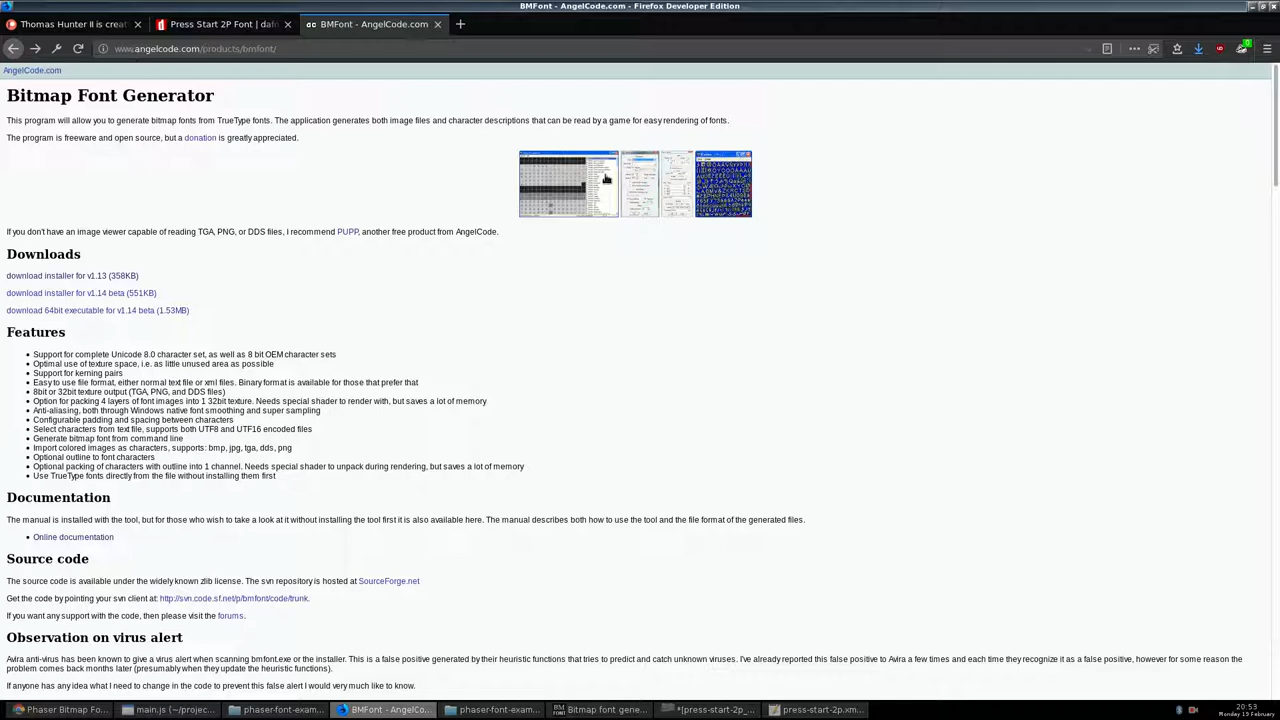 BMFont - AngelCode.com - Firefox Developer Edition
Thomas Hunter II is creat
Press Start 2P Font | dafo
BMFont - AngelCode.com
www.angelcode.com/products/bmfont/
AngelCode.com
Bitmap Font Generator
This program will allow you to generate bitmap fonts from TrueType fonts. The application generates both image files and character descriptions that can be read by a game for easy rendering of fonts.
The program is freeware and open source, but a donation is greatly appreciated.
If you don't have an image viewer capable of reading TGA, PNG, or DDS files, I recommend PUPP, another free product from AngelCode.
Downloads
download installer for v1.13 (358KB)
download installer for v1.14 beta (551KB)
download 64bit executable for v1.14 beta (1.53MB)
Features
• Support for complete Unicode 8.0 character set, as well as 8 bit OEM character sets
• Optimal use of texture space, i.e. as little unused area as possible
• Support for kerning pairs
• Easy to use file format, either normal text file or xml files. Binary format is available for those that prefer that
• 8bit or 32bit texture output (TGA, PNG, and DDS files)
• Option for packing 4 layers of font images into 1 32bit texture. Needs special shader to render with, but saves a lot of memory
• Anti-aliasing, both through Windows native font smoothing and super sampling
• Configurable padding and spacing between characters
• Select characters from text file, supports both UTF8 and UTF16 encoded files
• Generate bitmap font from command line
• Import colored images as characters, supports: bmp, jpg, tga, dds, png
• Optional outline to font characters
• Optional packing of characters with outline into 1 channel. Needs special shader to unpack during rendering, but saves a lot of memory
• Use TrueType fonts directly from the file without installing them first
Documentation
The manual is installed with the tool, but for those who wish to take a look at it without installing the tool first it is also available here. The manual describes both how to use the tool and the file format of the generated files.
• Online documentation
Source code
The source code is available under the widely known zlib license. The svn repository is hosted at SourceForge.net
Get the code by pointing your svn client at: http://svn.code.sf.net/p/bmfont/code/trunk.
If you want any support with the code, then please visit the forums.
Observation on virus alert
Avira anti-virus has been known to give a virus alert when scanning bmfont.exe or the installer. This is a false positive generated by their heuristic functions that tries to predict and catch unknown viruses. I've already reported this false positive to Avira a few times and each time they recognize it as a false positive, however for some reason the
problem comes back months later (presumably when they update the heuristic functions).
If anyone has any idea what I need to change in the code to prevent this false alert I would very much like to know.
Phaser Bitmap Fo...
main.js (~/projec...
phaser-font-exam...
BMFont - AngelCo...
phaser-font-exam...
Bitmap font gene...
*[press-start-2p_...
press-start-2p.xm...
20:53
Monday 19 February